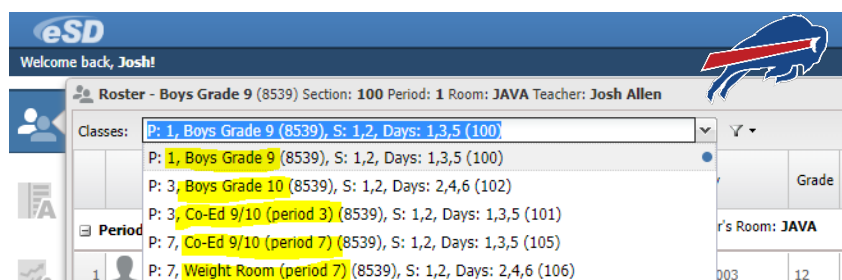 eSD
Welcome back, Josh!
Roster - Boys Grade 9 (8539) Section: 100 Period: 1 Room: JAVA Teacher: Josh Allen
Classes: P: 1, Boys Grade 9 (8539), S: 1,2, Days: 1,3,5 (100)
P: 1, Boys Grade 9 (8539), S: 1,2, Days: 1,3,5 (100)
P: 3, Boys Grade 10 (8539), S: 1,2, Days: 2,4,6 (102)
Grade
P: 3, Co-Ed 9/10 (period 3) (8539), S: 1,2, Days: 1,3,5 (101)
Period
r's Room: JAVA
P: 7, Co-Ed 9/10 (period 7) (8539), S: 1,2, Days: 1,3,5 (105)
1 P: 7, Weight Room (period 7) (8539), S: 1,2, Days: 2,4,6 (106)
003 12